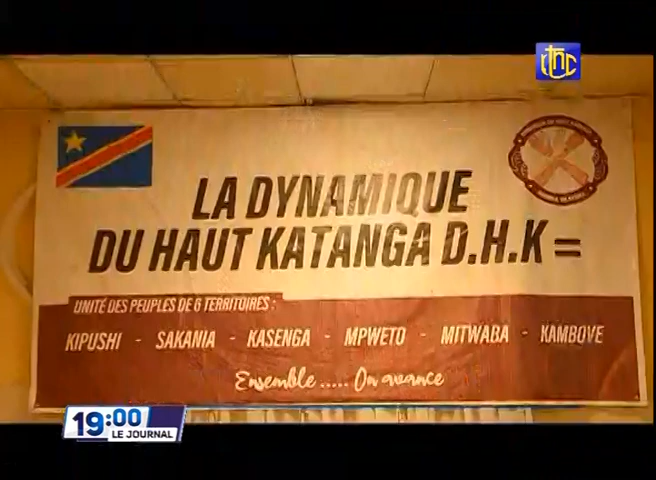 RTNC
LA DYNAMIQUE
DU HAUT KATANGA D.H.K =
UNITÉ DES PEUPLES DE 6 TERRITOIRES :
KIPUSHI - SAKANIA - KASENGA - MPWETO - MITWABA - KAMBOVE
Ensemble.....On avance
19:00
LE JOURNAL